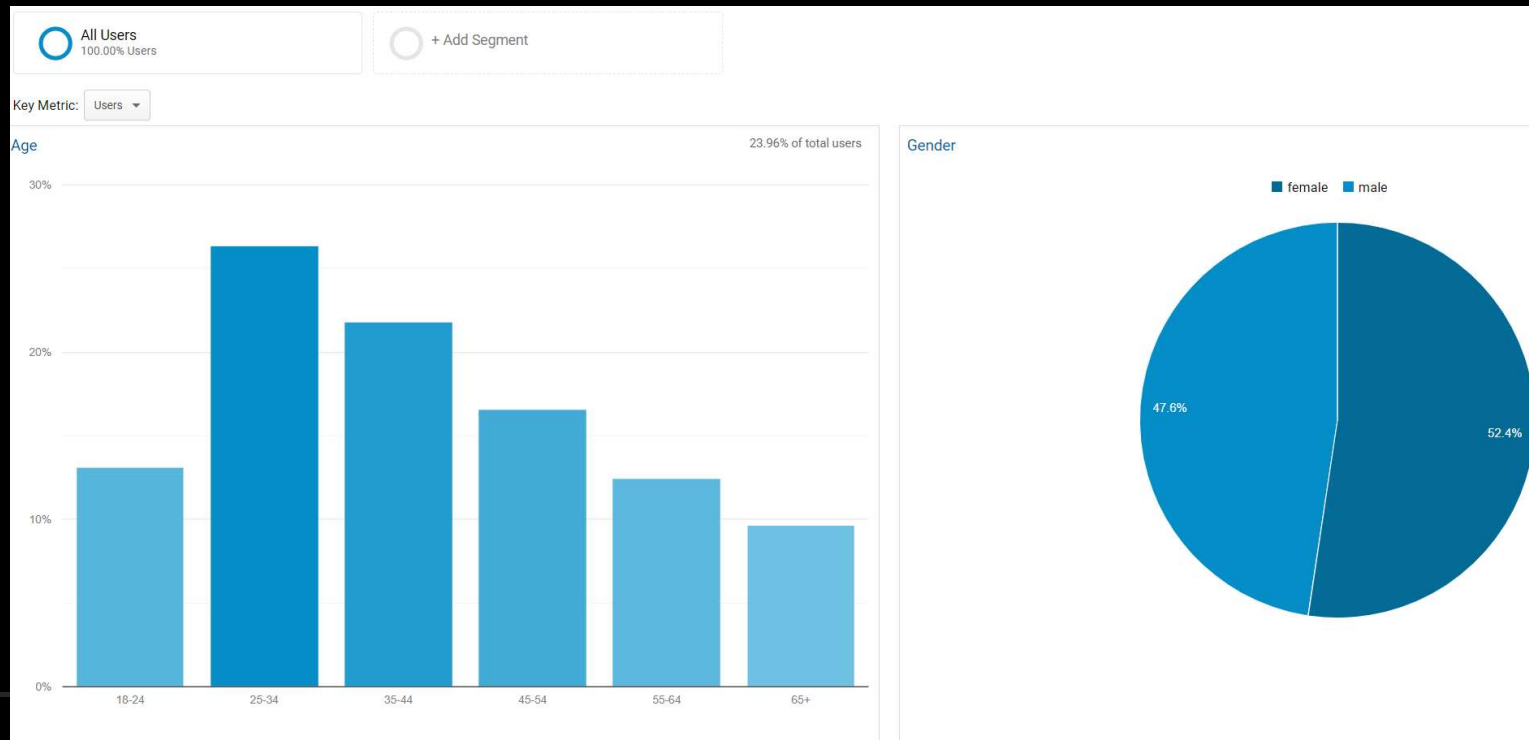 All Users
100.00% Users
+ Add Segment
Key Metric: Users
Age
23.96% of total users
30%
20%
10%
0%
18-24
25-34
35-44
45-54
55-64
65+
Gender
female male
47.6%
52.4%